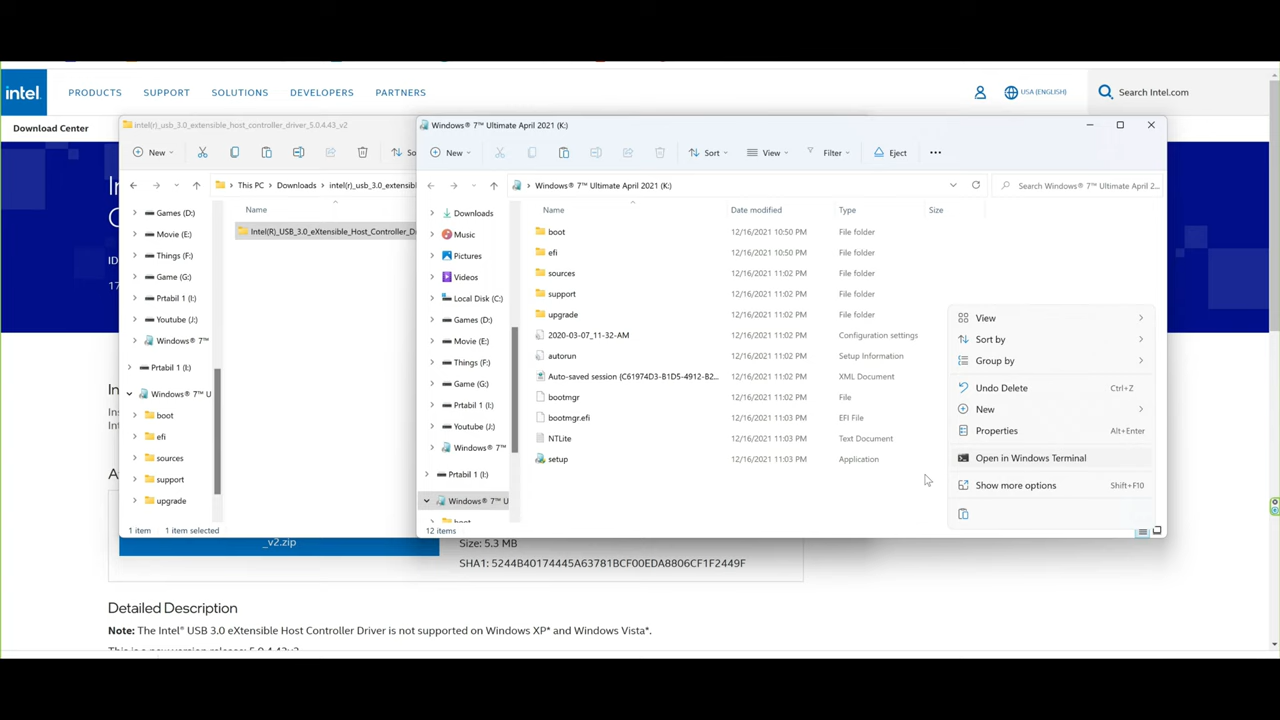 intel.
PRODUCTS
SUPPORT
SOLUTIONS
DEVELOPERS
PARTNERS
USA (ENGLISH)
Search Intel.com
Download Center
intel(r)_usb_3.0_extensible_host_controller_driver_5.0.4.43_v2
New
This PC
Downloads
intel(r)_usb_3.0_extensib
Name
Games (D:)
Movie (E:)
Things (F:)
Game (G:)
Prtabil 1 (I:)
Youtube (J:)
Windows® 7™
Prtabil 1 (I:)
Windows® 7™ U
boot
efi
sources
support
upgrade
Intel(R)_USB_3.0_eXtensible_Host_Controller_D
1 item
1 item selected
Windows® 7™ Ultimate April 2021 (K:)
New
Sort
View
Filter
Eject
Windows® 7™ Ultimate April 2021 (K:)
Search Windows® 7™ Ultimate April 2...
Downloads
Music
Pictures
Videos
Local Disk (C:)
Games (D:)
Movie (E:)
Things (F:)
Game (G:)
Prtabil 1 (I:)
Youtube (J:)
Windows® 7™
Prtabil 1 (I:)
Windows® 7™ U
boot
Name Date modified Type Size
boot 12/16/2021 10:50 PM File folder
efi 12/16/2021 10:50 PM File folder
sources 12/16/2021 11:02 PM File folder
support 12/16/2021 11:02 PM File folder
upgrade 12/16/2021 11:02 PM File folder
2020-03-07_11-32-AM 12/16/2021 11:02 PM Configuration settings
autorun 12/16/2021 11:02 PM Setup Information
Auto-saved session (C61974D3-B1D5-4912-B2... 12/16/2021 11:02 PM XML Document
bootmgr 12/16/2021 11:02 PM File
bootmgr.efi 12/16/2021 11:03 PM EFI File
NTLite 12/16/2021 11:03 PM Text Document
setup 12/16/2021 11:03 PM Application
12 items
View
Sort by
Group by
Undo Delete Ctrl+Z
New
Properties Alt+Enter
Open in Windows Terminal
Show more options Shift+F10
_v2.zip
Size: 5.3 MB
SHA1: 5244B40174445A63781BCF00EDA8806CF1F2449F
Detailed Description
Note: The Intel® USB 3.0 eXtensible Host Controller Driver is not supported on Windows XP* and Windows Vista*.